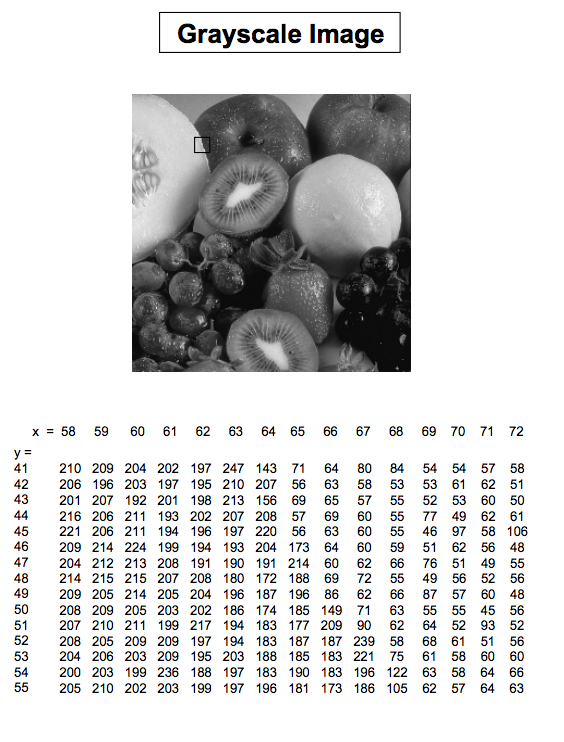 Grayscale Image
x = 58 59 60 61 62 63 64 65 66 67 68 69 70 71 72
y =
41 210 209 204 202 197 247 143 71 64 80 84 54 54 57 58
42 206 196 203 197 195 210 207 56 63 58 53 53 61 62 51
43 201 207 192 201 198 213 156 69 65 57 55 52 53 60 50
44 216 206 211 193 202 207 208 57 69 60 55 77 49 62 61
45 221 206 211 194 196 197 220 56 63 60 55 46 97 58 106
46 209 214 224 199 194 193 204 173 64 60 59 51 62 56 48
47 204 212 213 208 191 190 191 214 60 62 66 76 51 49 55
48 214 215 215 207 208 180 172 188 69 72 55 49 56 52 56
49 209 205 214 205 204 196 187 196 86 62 66 87 57 60 48
50 208 209 205 203 202 186 174 185 149 71 63 55 55 45 56
51 207 210 211 199 217 194 183 177 209 90 62 64 52 93 52
52 208 205 209 209 197 194 183 187 187 239 58 68 61 51 56
53 204 206 203 209 195 203 188 185 183 221 75 61 58 60 60
54 200 203 199 236 188 197 183 190 183 196 122 63 58 64 66
55 205 210 202 203 199 197 196 181 173 186 105 62 57 64 63